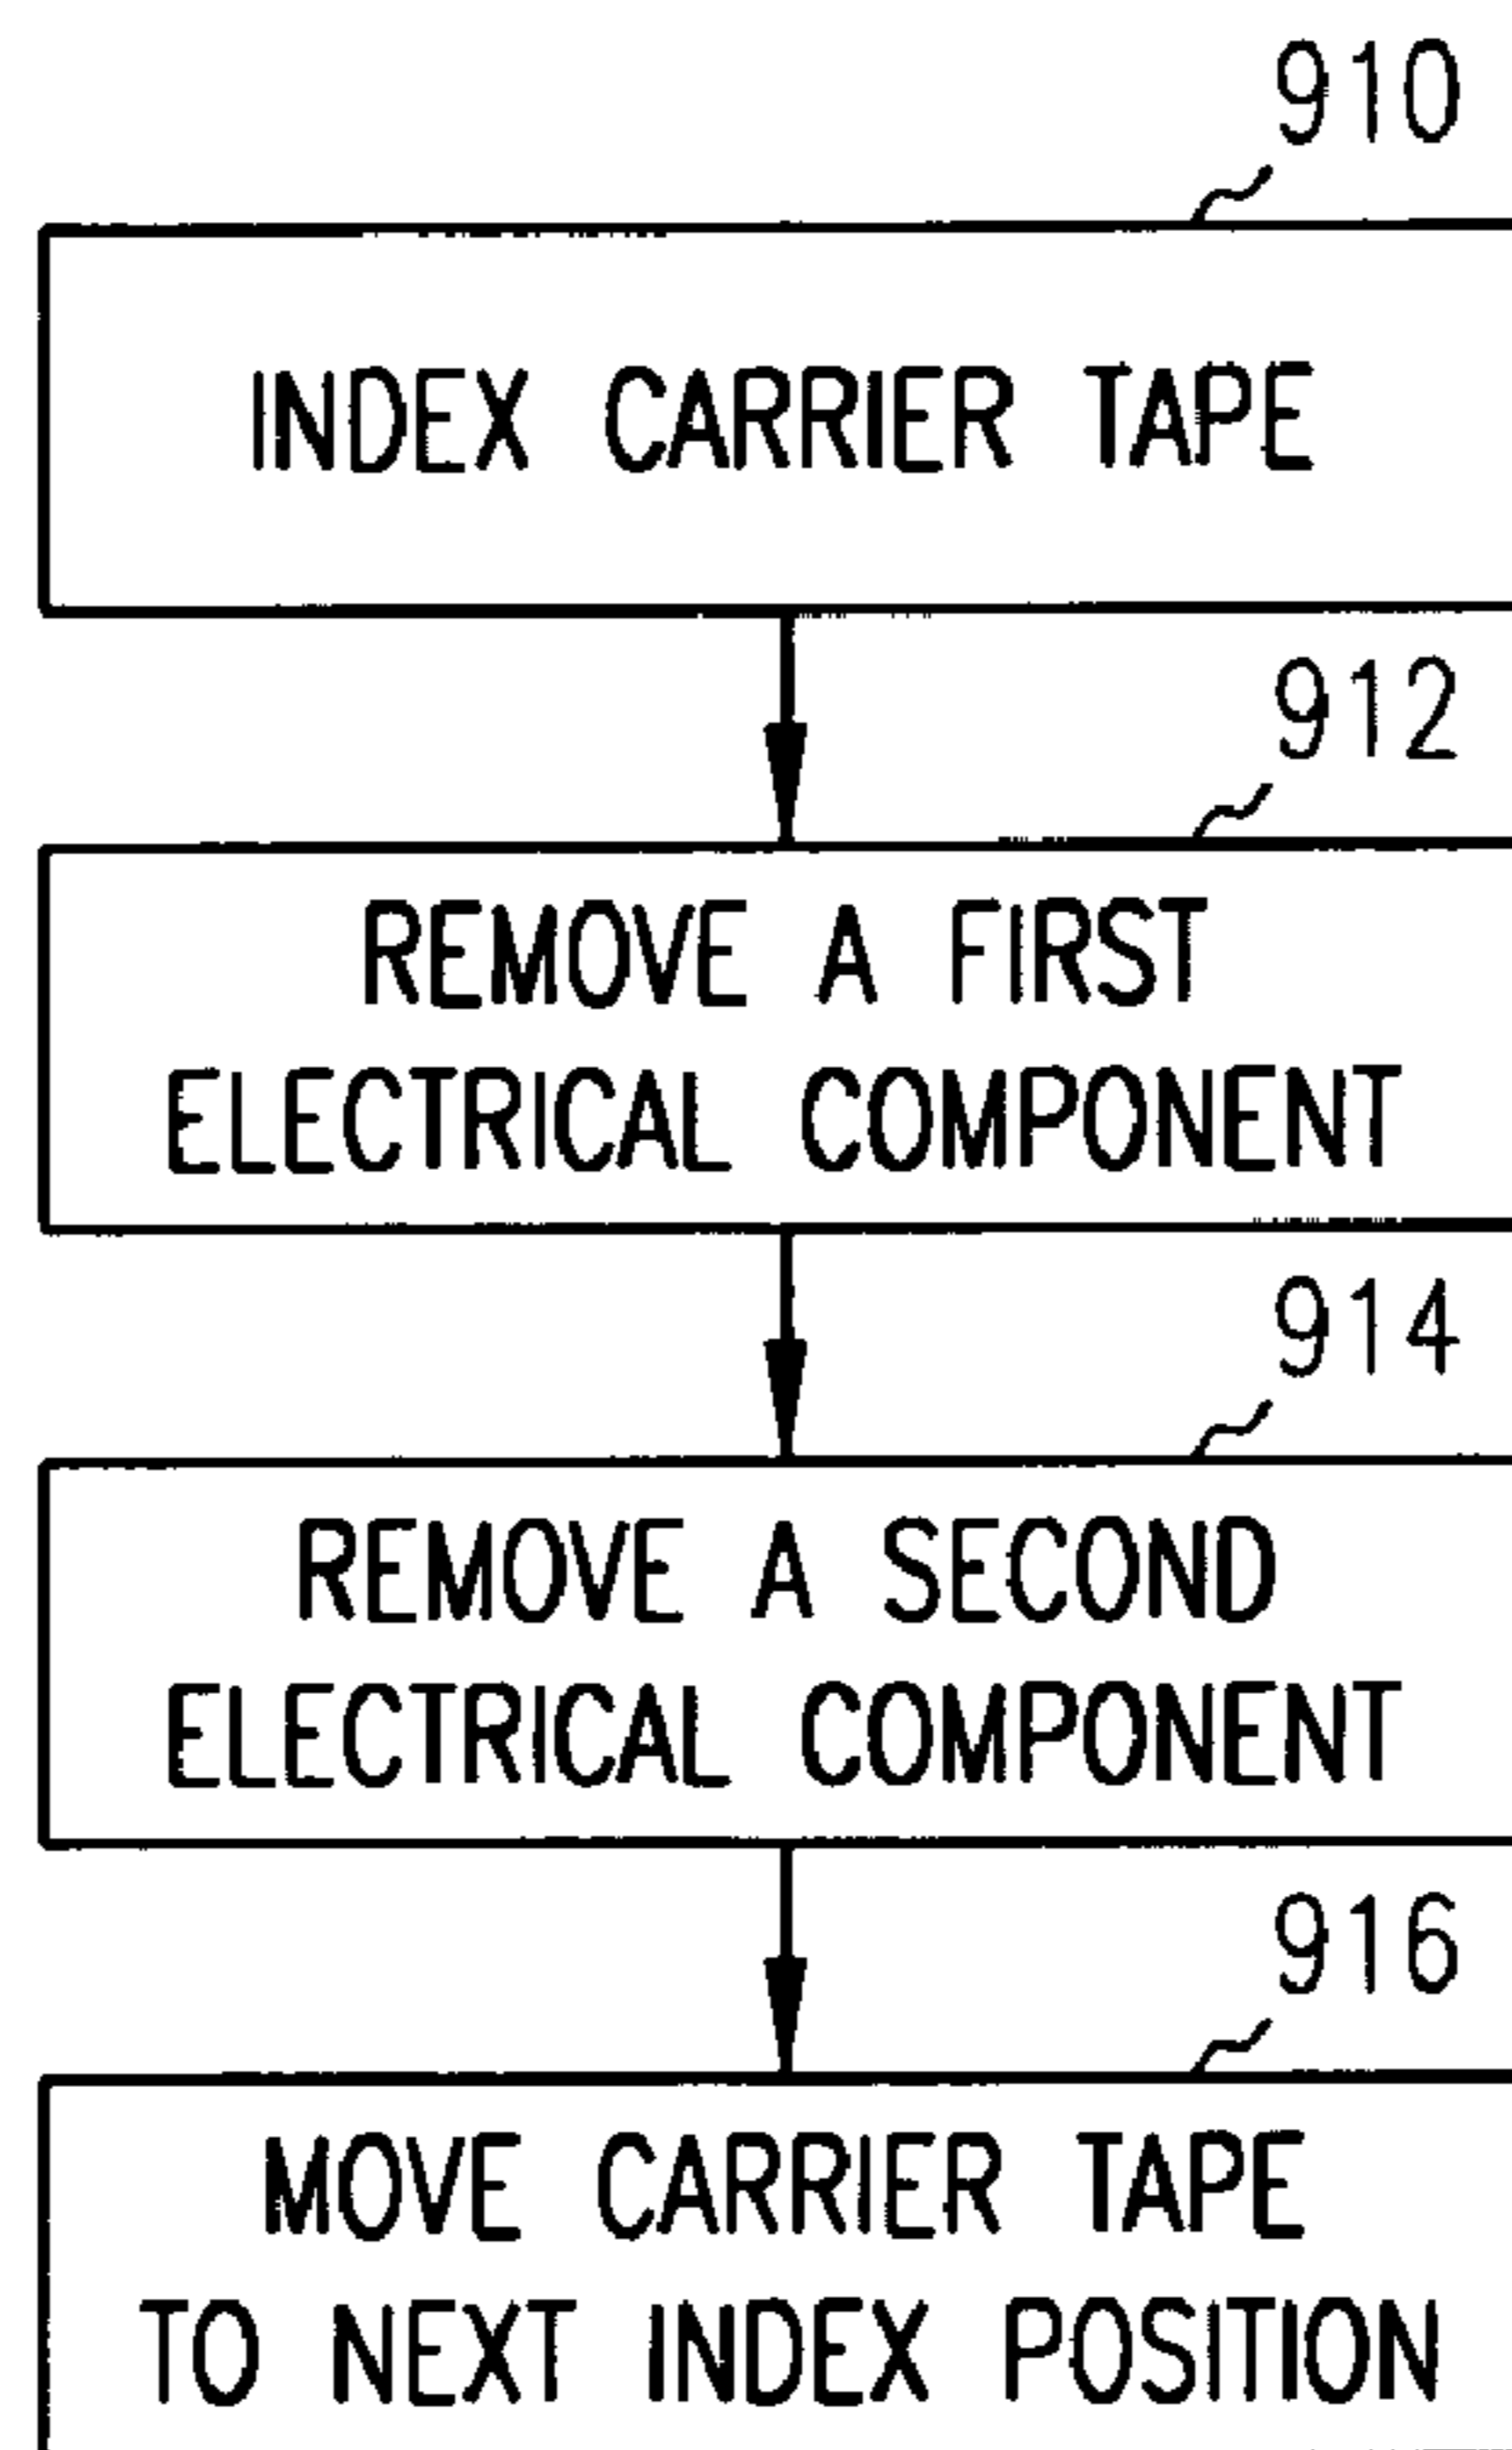 910
INDEX CARRIER TAPE
912
REMOVE A FIRST
ELECTRICAL COMPONENT
914
REMOVE A SECOND
ELECTRICAL COMPONENT
916
MOVE CARRIER TAPE
TO NEXT INDEX POSITION